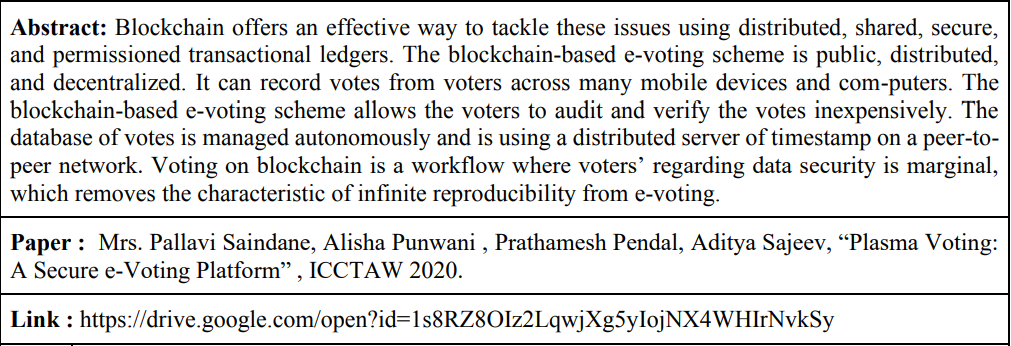 Abstract: Blockchain offers an effective way to tackle these issues using distributed, shared, secure,
and permissioned transactional ledgers. The blockchain-based e-voting scheme is public, distributed,
and decentralized. It can record votes from voters across many mobile devices and com-puters. The
blockchain-based e-voting scheme allows the voters to audit and verify the votes inexpensively. The
database of votes is managed autonomously and is using a distributed server of timestamp on a peer-to-
peer network. Voting on blockchain is a workflow where voters’ regarding data security is marginal,
which removes the characteristic of infinite reproducibility from e-voting.
Paper : Mrs. Pallavi Saindane, Alisha Punwani , Prathamesh Pendal, Aditya Sajeev, “Plasma Voting:
A Secure e-Voting Platform” , ICCTAW 2020.
Link : https://drive.google.com/open?id=1s8RZ8OIz2LqwjXg5yIojNX4WHIrNvkSy